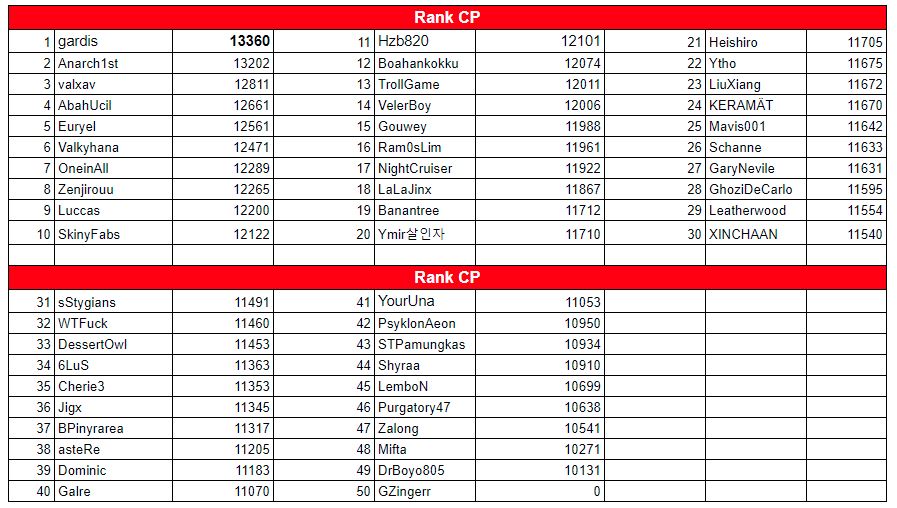 Rank CP
1 gardis 13360 11 Hzb820 12101 21 Heishiro 11705
2 Anarch1st 13202 12 Boahankokku 12074 22 Ytho 11675
3 valxav 12811 13 TrollGame 12011 23 LiuXiang 11672
4 AbahUcil 12661 14 VelerBoy 12006 24 KERAMÄT 11670
5 Euryel 12561 15 Gouwey 11988 25 Mavis001 11642
6 Valkyhana 12471 16 Ram0sLim 11961 26 Schanne 11633
7 OneinAll 12289 17 NightCruiser 11922 27 GaryNevile 11631
8 Zenjirouu 12265 18 LaLaJinx 11867 28 GhoziDeCarlo 11595
9 Luccas 12200 19 Banantree 11712 29 Leatherwood 11554
10 SkinyFabs 12122 20 Ymir살인자 11710 30 XINCHAAN 11540
Rank CP
31 sStygians 11491 41 YourUna 11053
32 WTFuck 11460 42 PsyklonAeon 10950
33 DessertOwl 11453 43 STPamungkas 10934
34 6LuS 11363 44 Shyraa 10910
35 Cherie3 11353 45 LemboN 10699
36 Jigx 11345 46 Purgatory47 10638
37 BPinyrarea 11317 47 Zalong 10541
38 asteRe 11205 48 Mifta 10271
39 Dominic 11183 49 DrBoyo805 10131
40 Galre 11070 50 GZingerr 0